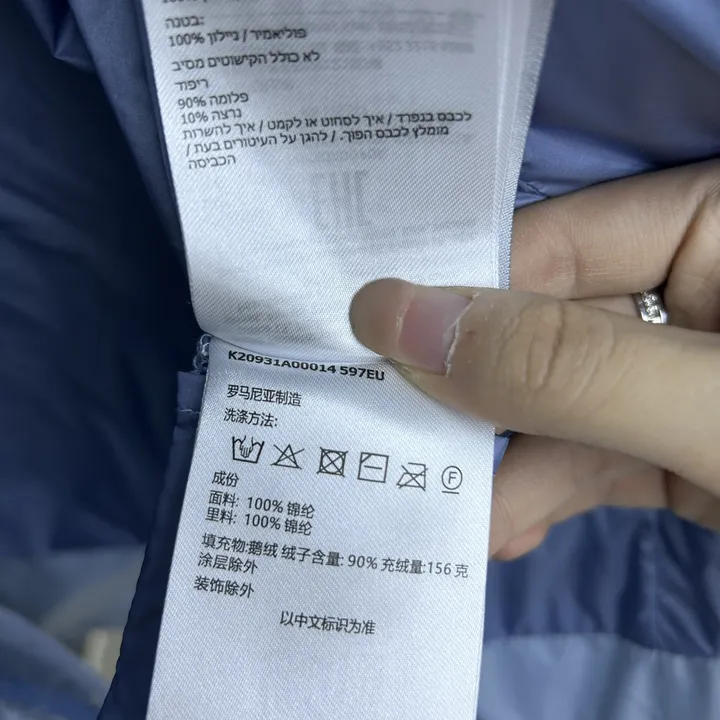 בטנה:
100% פוליאמיד / ניילון
לא כולל הקישוטים מסיב
ריפוד
90% פלומה
10% נרצה
לכבס בנפרד / איך לסחוט או לקמט / איך להשרות
/ מומלץ לכבס הפוך. / להגן על העיטורים בעת
הכביסה
K20931A00014 597EU
罗马尼亚制造
洗涤方法:
F
成份
面料: 100% 锦纶
里料: 100% 锦纶
填充物:鹅绒 绒子含量: 90% 充绒量:156 克
涂层除外
装饰除外
以中文标识为准